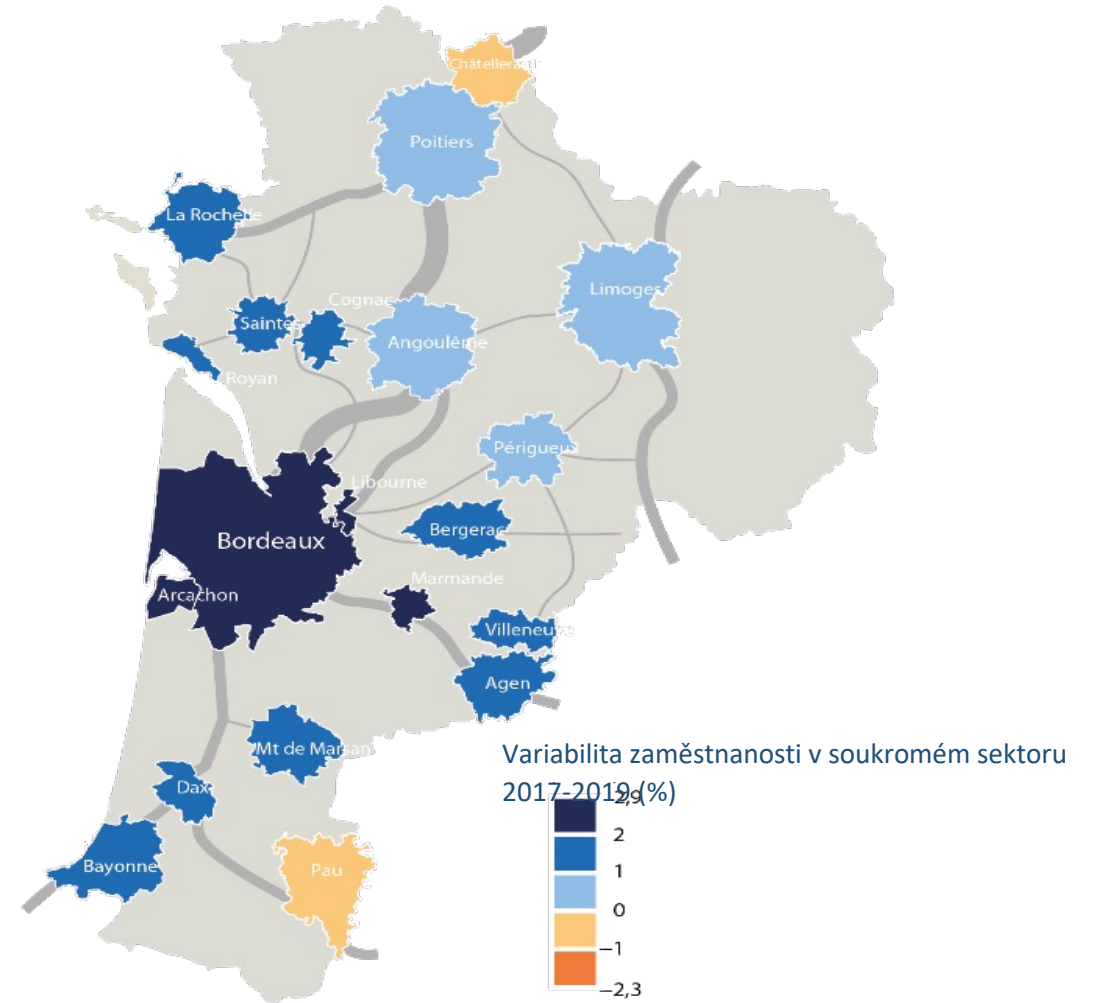 Châtellerault
Poitiers
La Rochelle
Limoges
Cognac
Saintes
Angoulême
Royan
Périgueux
Libourne
Bergerac
Bordeaux
Marmande
Arcachon
Villeneuve
Agen
Mt de Marsan
Dax
Bayonne
Pau
Variabilita zaměstnanosti v soukromém sektoru
2017-2019 (%)
2,9
2
1
0
−1
−2,3